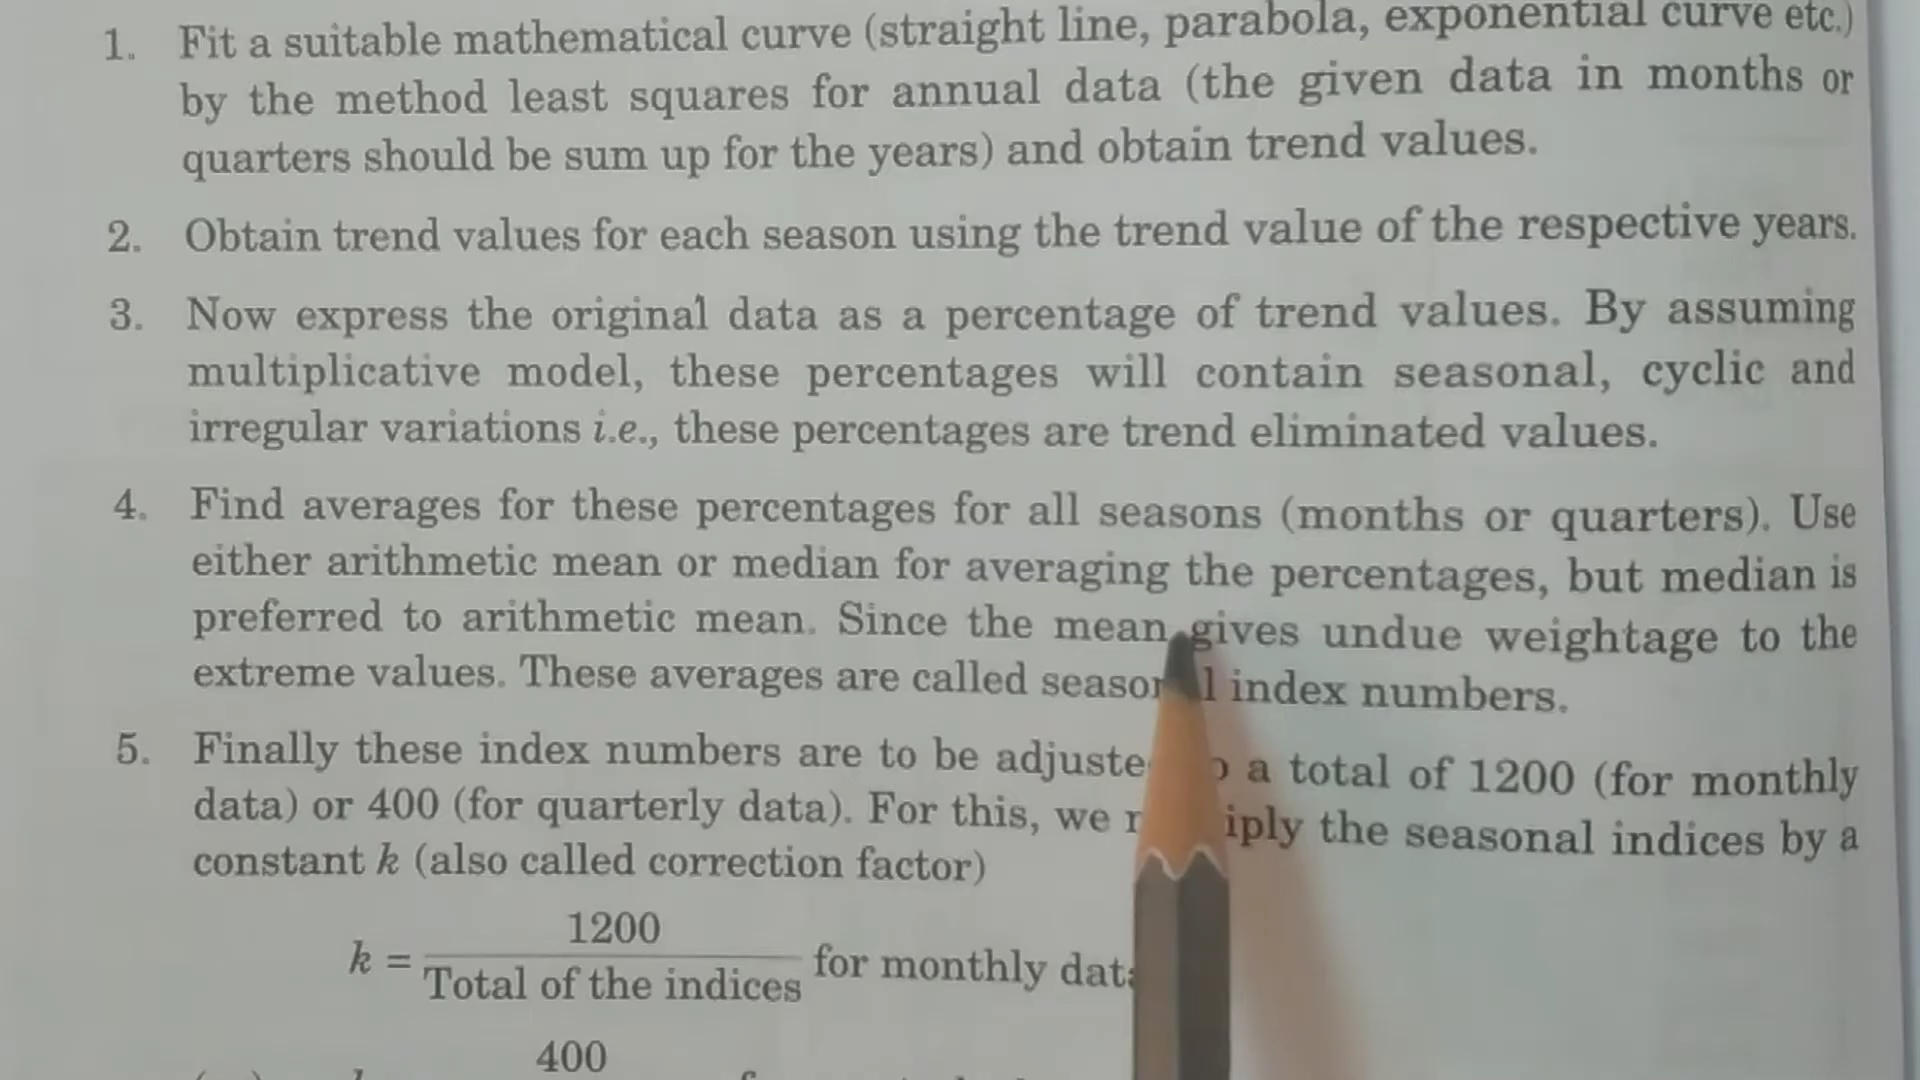 1. Fit a suitable mathematical curve (straight line, parabola, exponential curve etc.)
by the method least squares for annual data (the given data in months or
quarters should be sum up for the years) and obtain trend values.
2. Obtain trend values for each season using the trend value of the respective years.
3. Now express the original data as a percentage of trend values. By assuming
multiplicative model, these percentages will contain seasonal, cyclic and
irregular variations i.e., these percentages are trend eliminated values.
4. Find averages for these percentages for all seasons (months or quarters). Use
either arithmetic mean or median for averaging the percentages, but median is
preferred to arithmetic mean. Since the mean gives undue weightage to the
extreme values. These averages are called seasonal index numbers.
5. Finally these index numbers are to be adjusted a total of 1200 (for monthly
data) or 400 (for quarterly data). For this, we multiply the seasonal indices by a
constant k (also called correction factor)
1200
k = for monthly data
Total of the indices
400